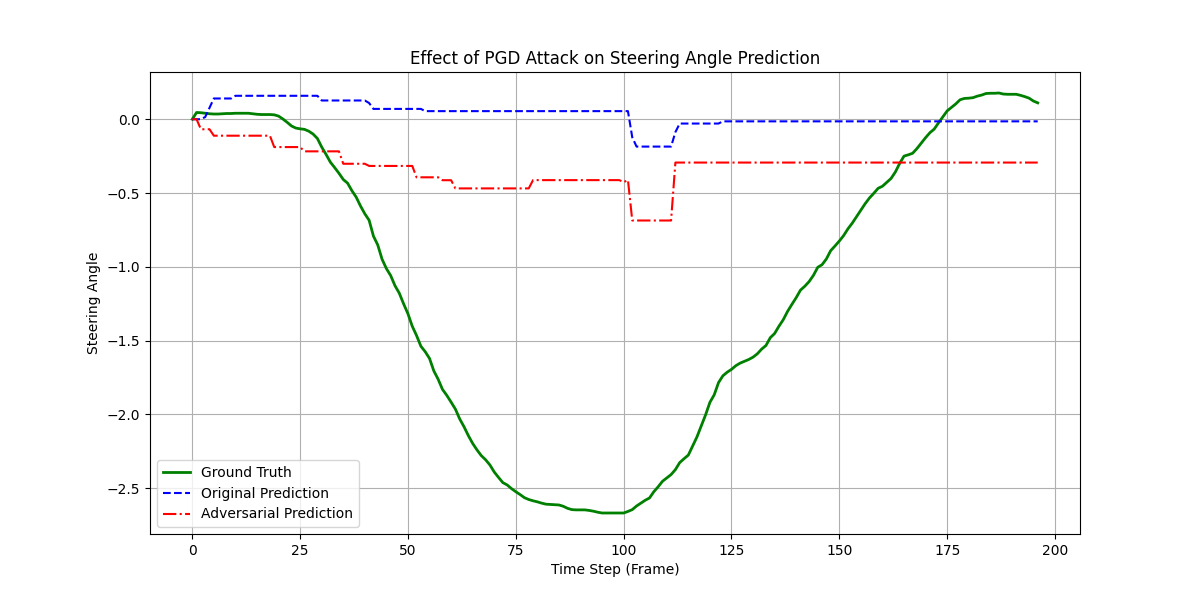 Effect of PGD Attack on Steering Angle Prediction
0.0
−0.5
−1.0
−1.5
−2.0
−2.5
Steering Angle
Ground Truth
Original Prediction
Adversarial Prediction
0 25 50 75 100 125 150 175 200
Time Step (Frame)